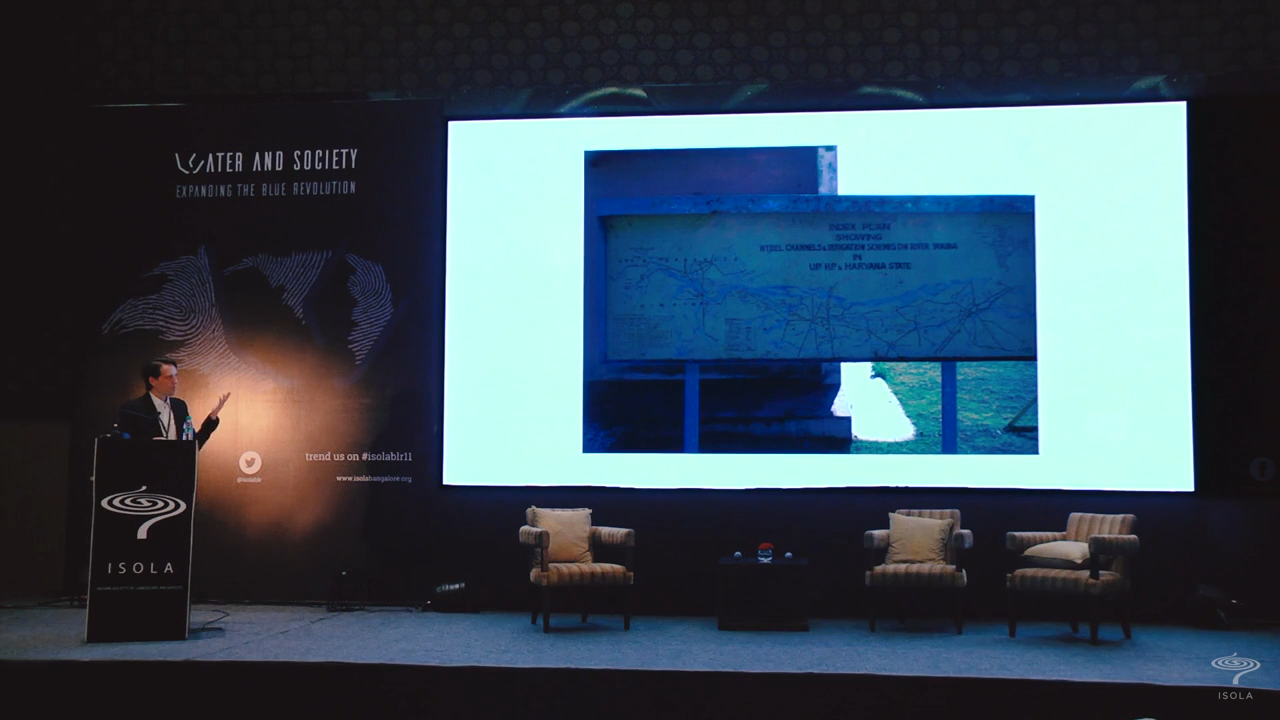 WATER AND SOCIETY
EXPANDING THE BLUE REVOLUTION
trend us on #isolablr11
@isolablr
www.isolabangalore.org
ISOLA
INDEX PLAN
SHOWING
CHANNELS & IRRIGATION SCHEMES ON RIVER YAMUNA
IN
UP. HP. & HARYANA STATE
ISOLA